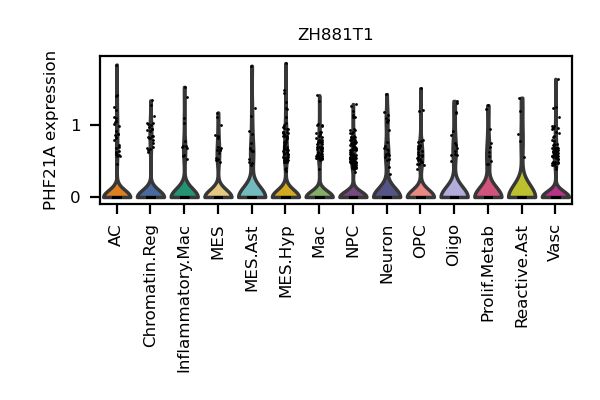 ZH881T1
PHF21A expression
1
0
AC
Chromatin.Reg
Inflammatory.Mac
MES
MES.Ast
MES.Hyp
Mac
NPC
Neuron
OPC
Oligo
Prolif.Metab
Reactive.Ast
Vasc